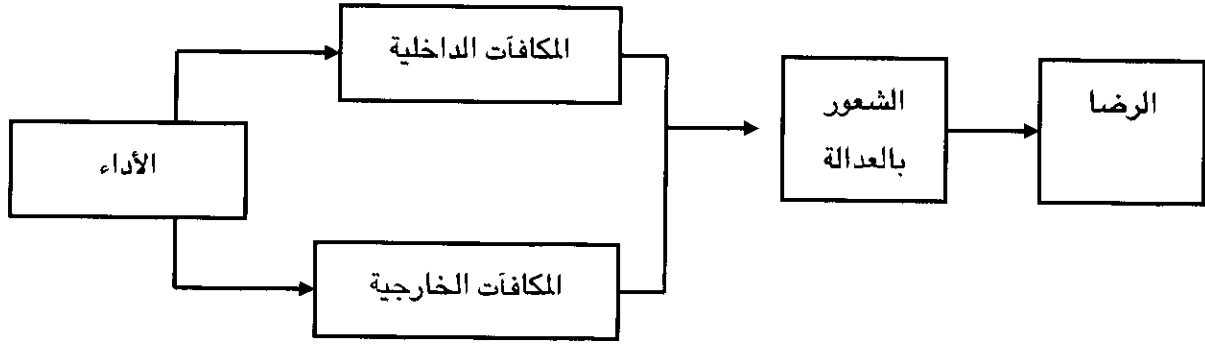 المكافآت الداخلية
الأداء
المكافآت الخارجية
الشعور
بالعدالة
الرضا